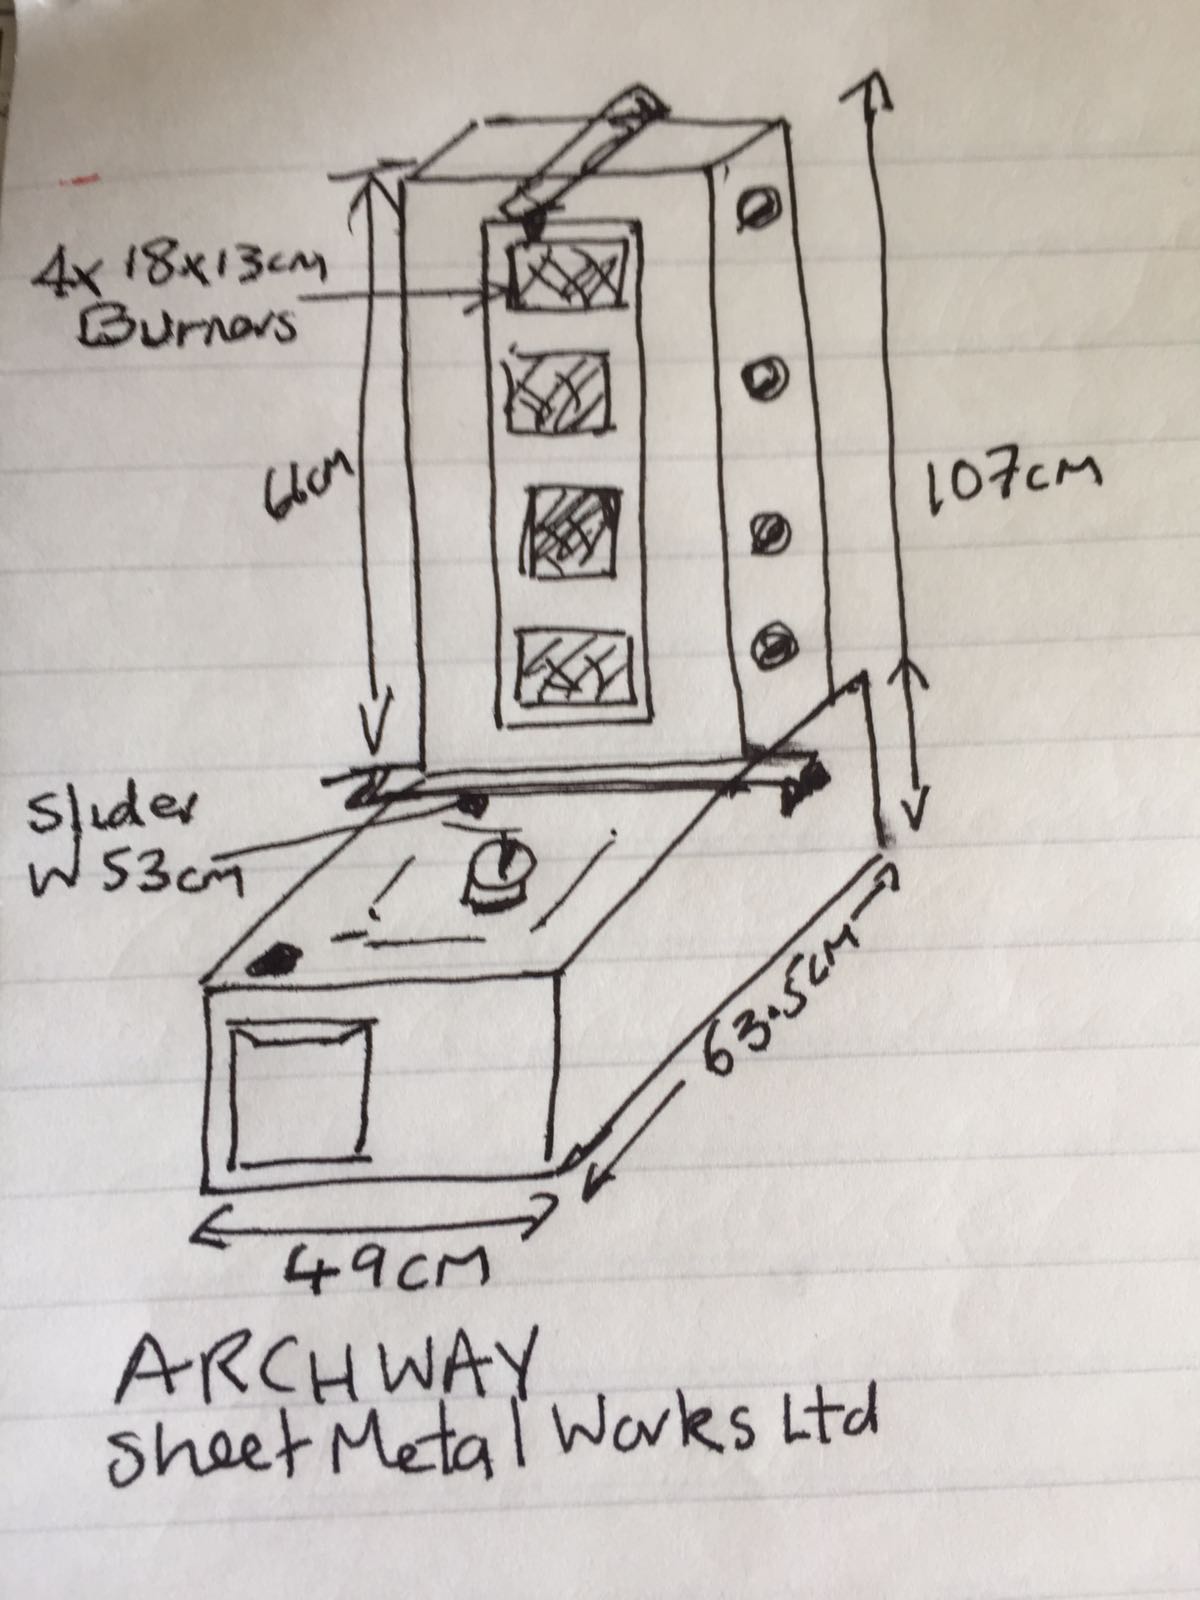 4x 18x13cm
Burners
66cm
107cm
Slider
W 53cm
63.5cm
49cm
ARCHWAY
Sheet Metal Works Ltd